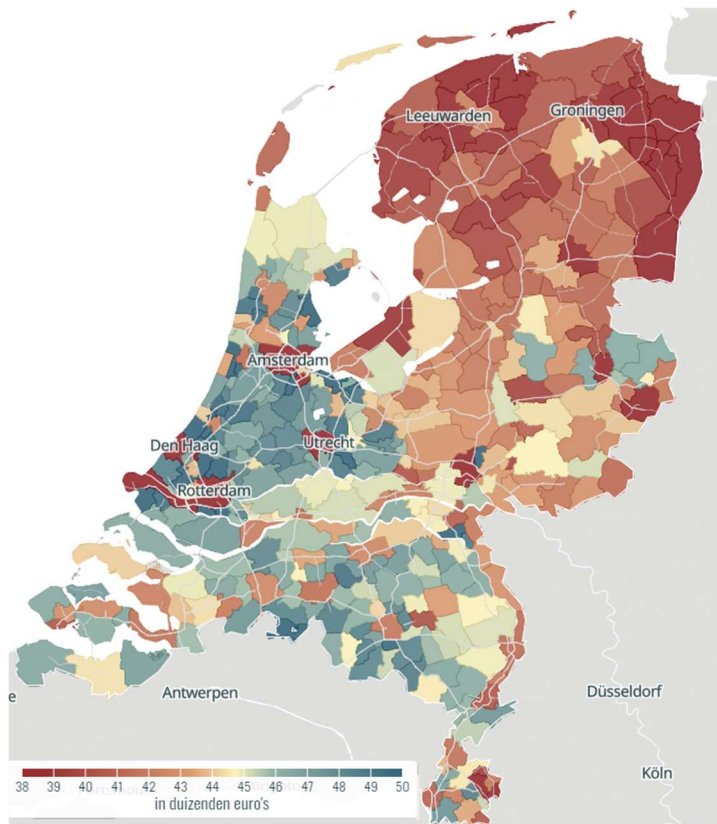 Leeuwarden
Groningen
Amsterdam
Den Haag
Utrecht
Rotterdam
e
Antwerpen
Düsseldorf
Köln
38 39 40 41 42 43 44 45 46 47 48 49 50
in duizenden euro's